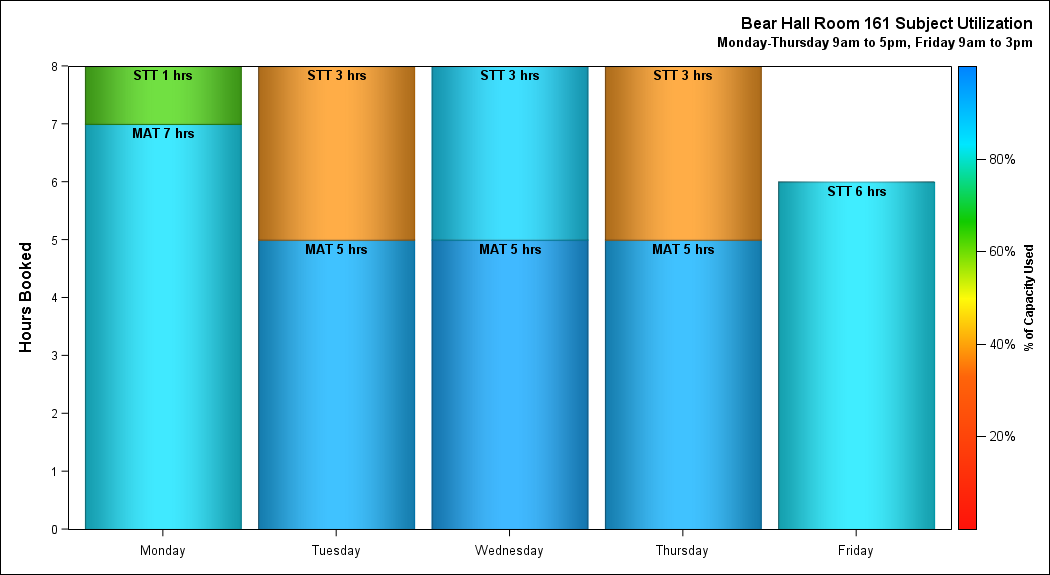 Bear Hall Room 161 Subject Utilization
Monday-Thursday 9am to 5pm, Friday 9am to 3pm
Hours Booked
8
7
6
5
4
3
2
1
0
STT 1 hrs
MAT 7 hrs
STT 3 hrs
MAT 5 hrs
STT 3 hrs
MAT 5 hrs
STT 3 hrs
MAT 5 hrs
STT 6 hrs
Monday
Tuesday
Wednesday
Thursday
Friday
80%
60%
40%
20%
% of Capacity Used